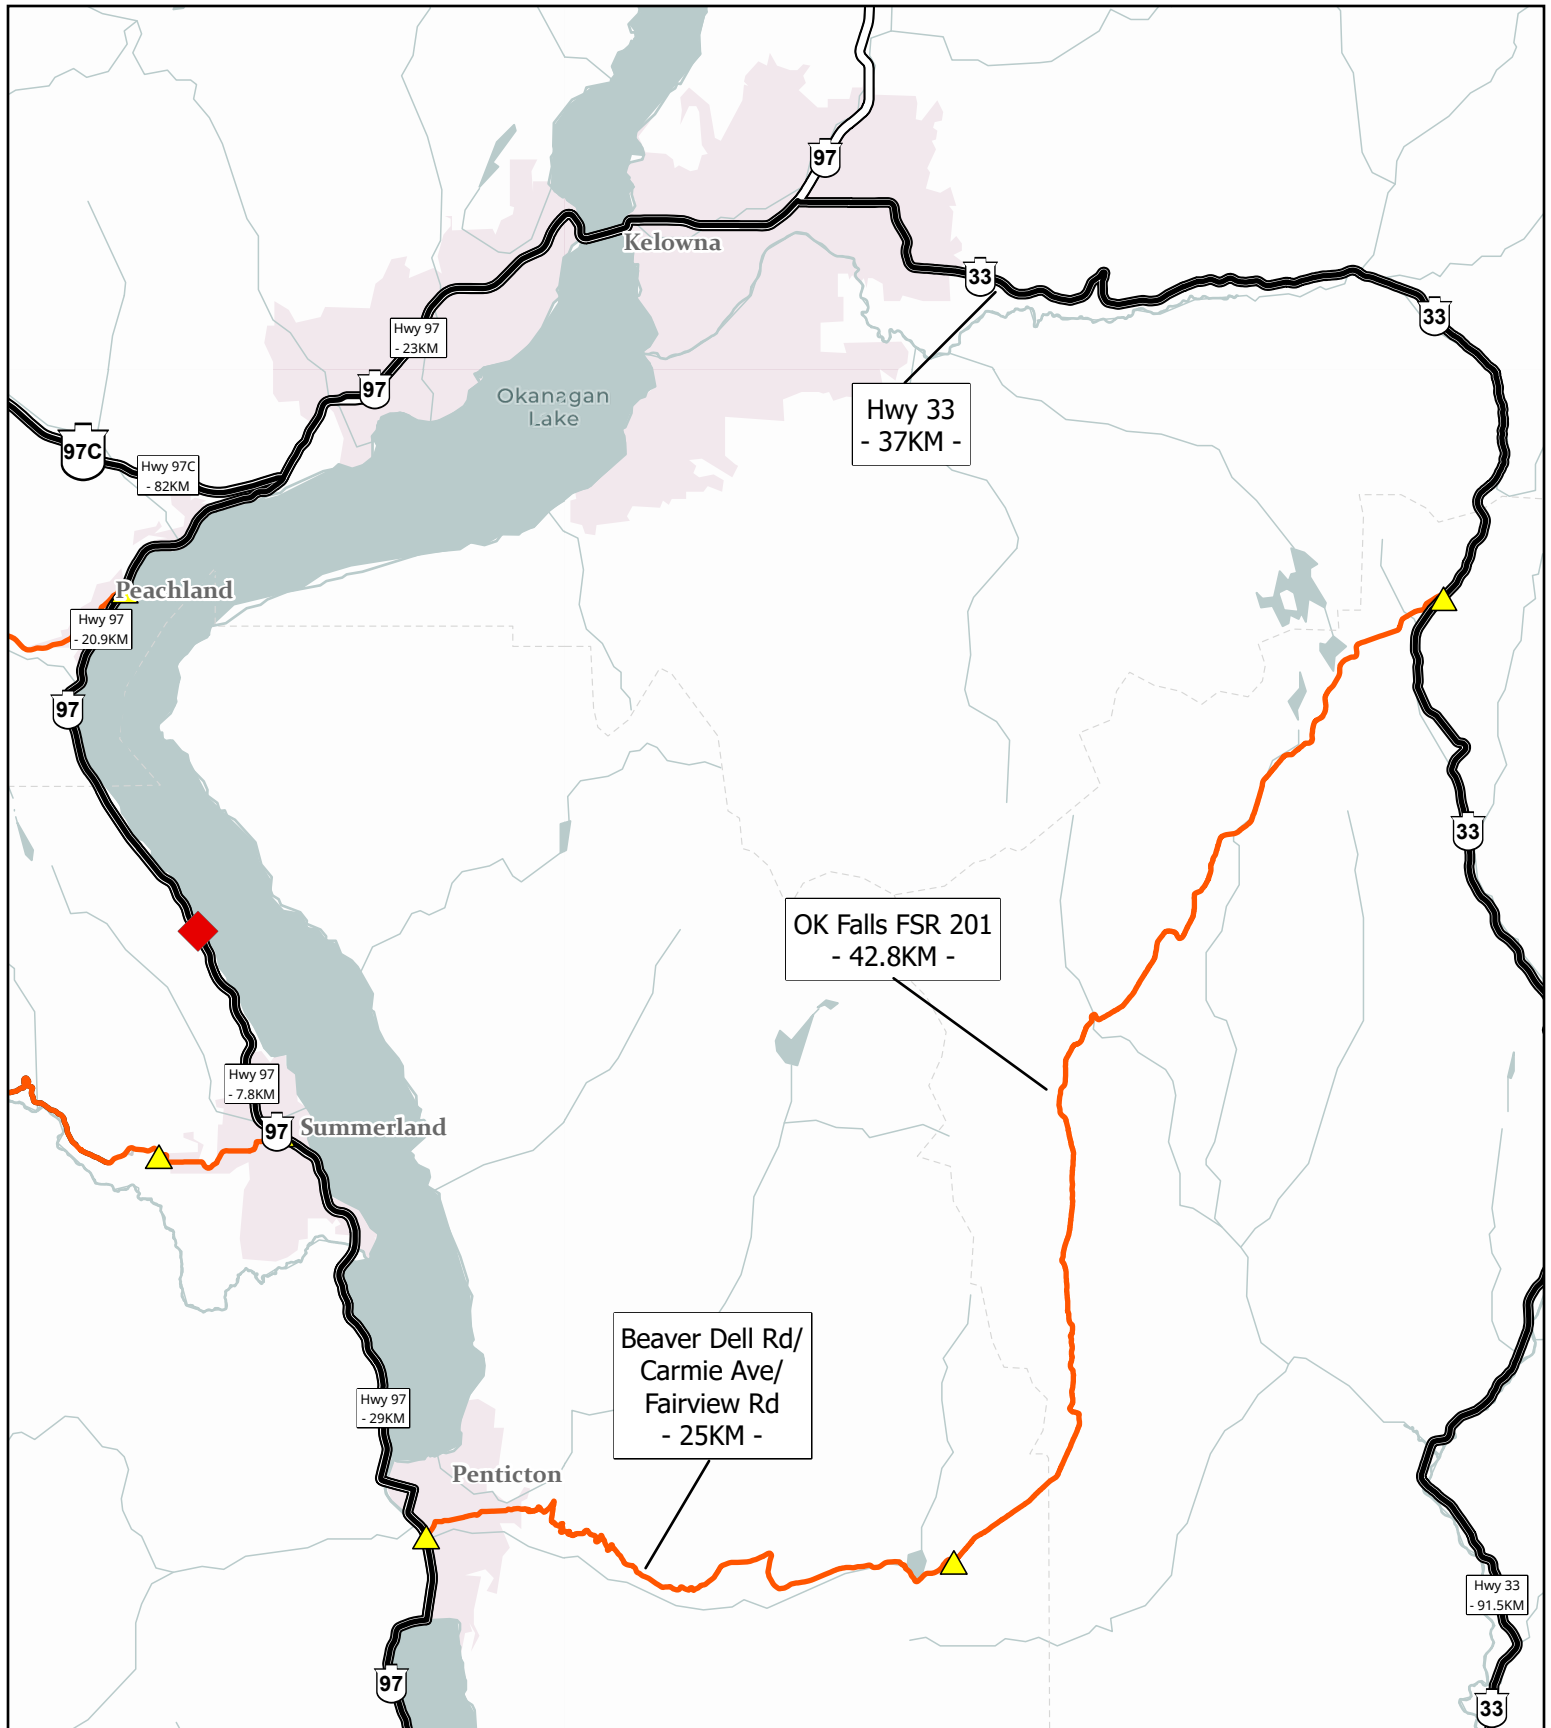 97
Kelowna
33
33
Hwy 97
- 23KM
97
Okanagan
Lake
Hwy 33
- 37KM -
97C
Hwy 97C
- 82KM
Peachland
Hwy 97
- 20.9KM
97
33
OK Falls FSR 201
- 42.8KM -
Hwy 97
- 7.8KM
97
Summerland
Beaver Dell Rd/
Carmie Ave/
Fairview Rd
- 25KM -
Hwy 97
- 29KM
Penticton
Hwy 33
- 91.5KM
97
33